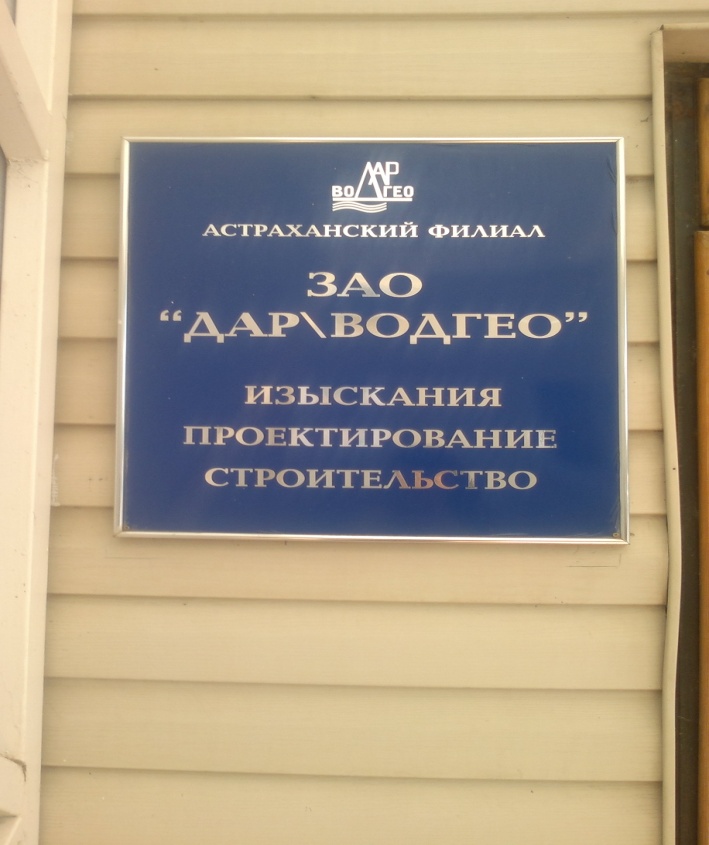 ДАР
ВОДГЕО
АСТРАХАНСКИЙ ФИЛИАЛ
ЗАО
“ДАР\ВОДГЕО”
ИЗЫСКАНИЯ
ПРОЕКТИРОВАНИЕ
СТРОИТЕЛЬСТВО